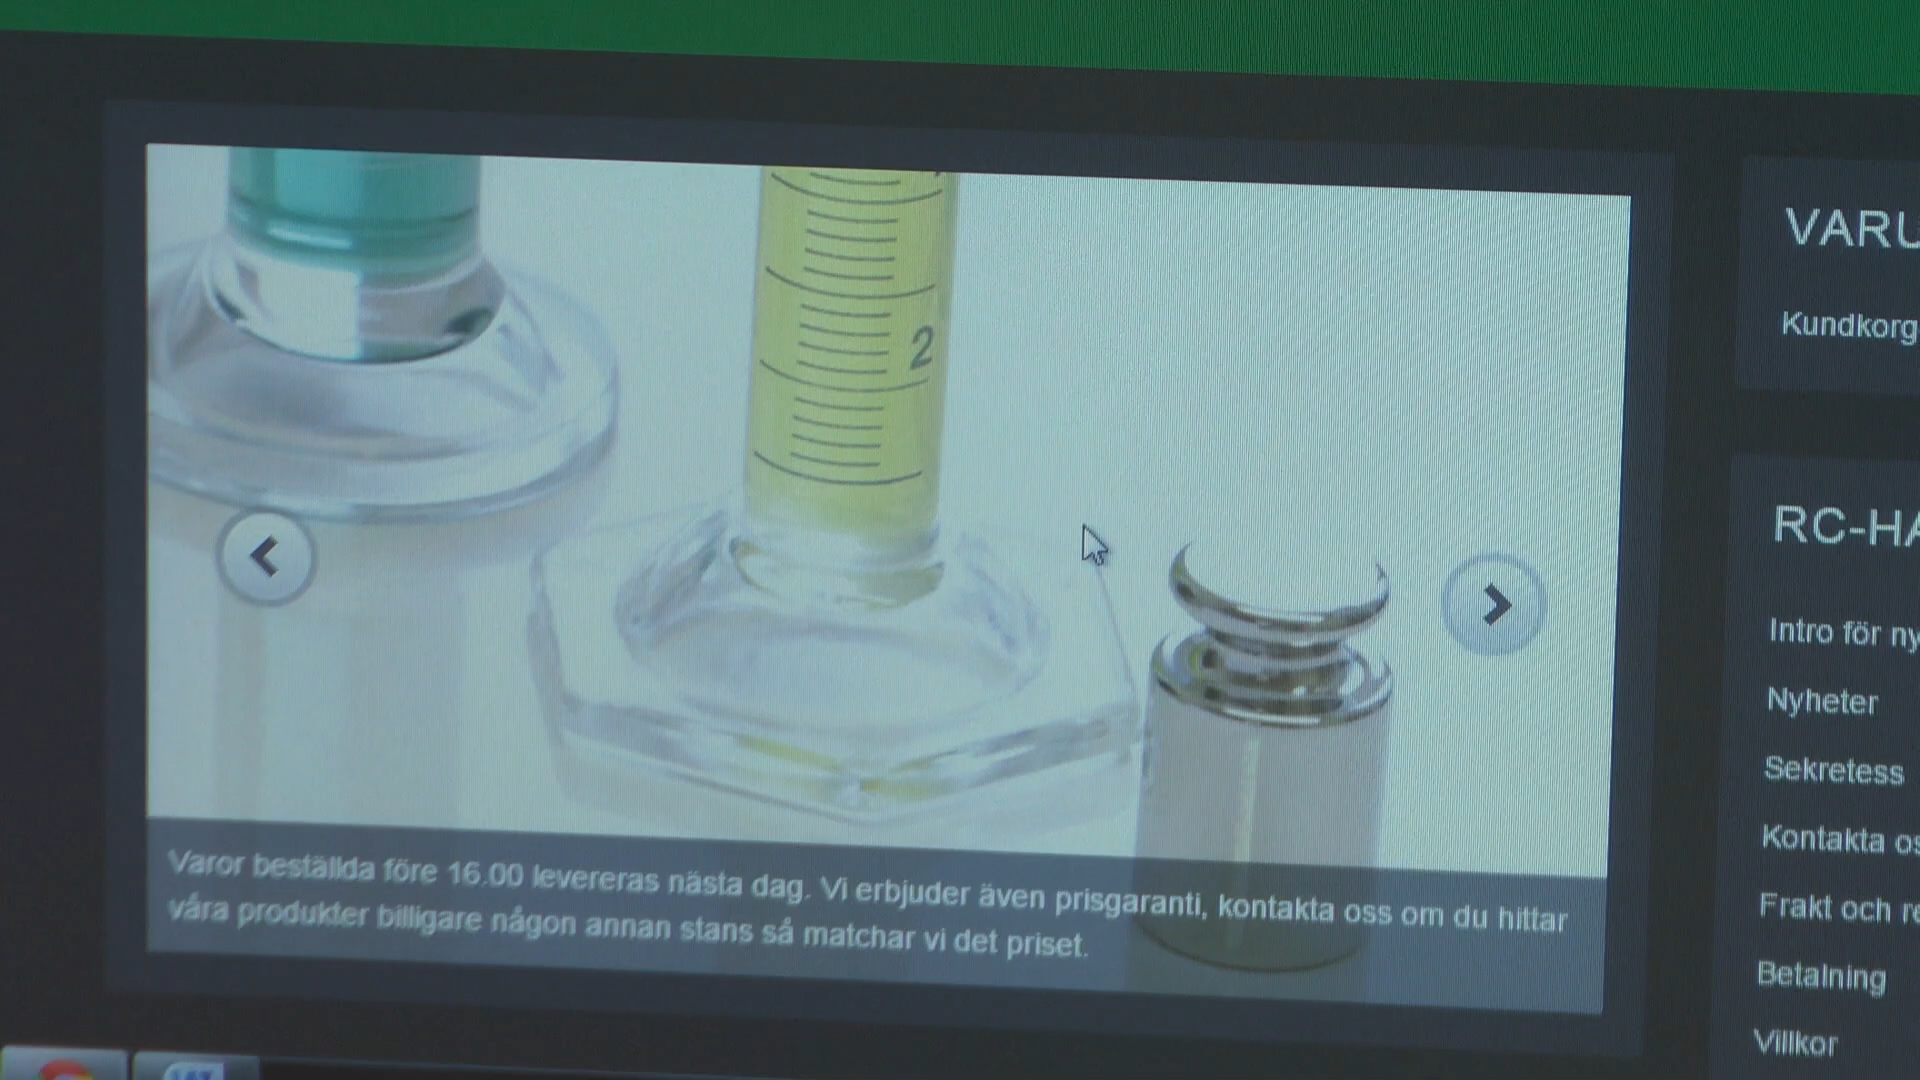 2
Varor beställda före 16.00 levereras nästa dag. Vi erbjuder även prisgaranti, kontakta oss om du hittar
våra produkter billigare någon annan stans så matchar vi det priset.
VARU
Kundkorg
RC-HA
Intro för ny
Nyheter
Sekretess
Kontakta os
Frakt och re
Betalning
Villkor